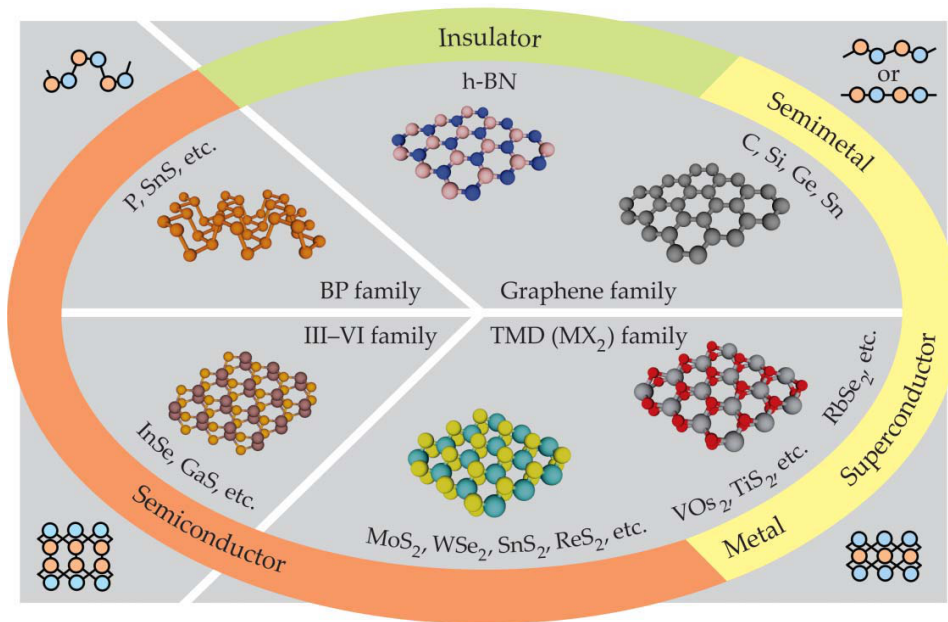 Insulator
or
h-BN
Semimetal
P, SnS, etc.
C, Si, Ge, Sn
BP family
Graphene family
III–VI family
TMD (MX₂) family
RbSe₂, etc.
InSe, GaS, etc.
Superconductor
VOs₂, TiS₂, etc.
Semiconductor
MoS₂, WSe₂, SnS₂, ReS₂, etc.
Metal